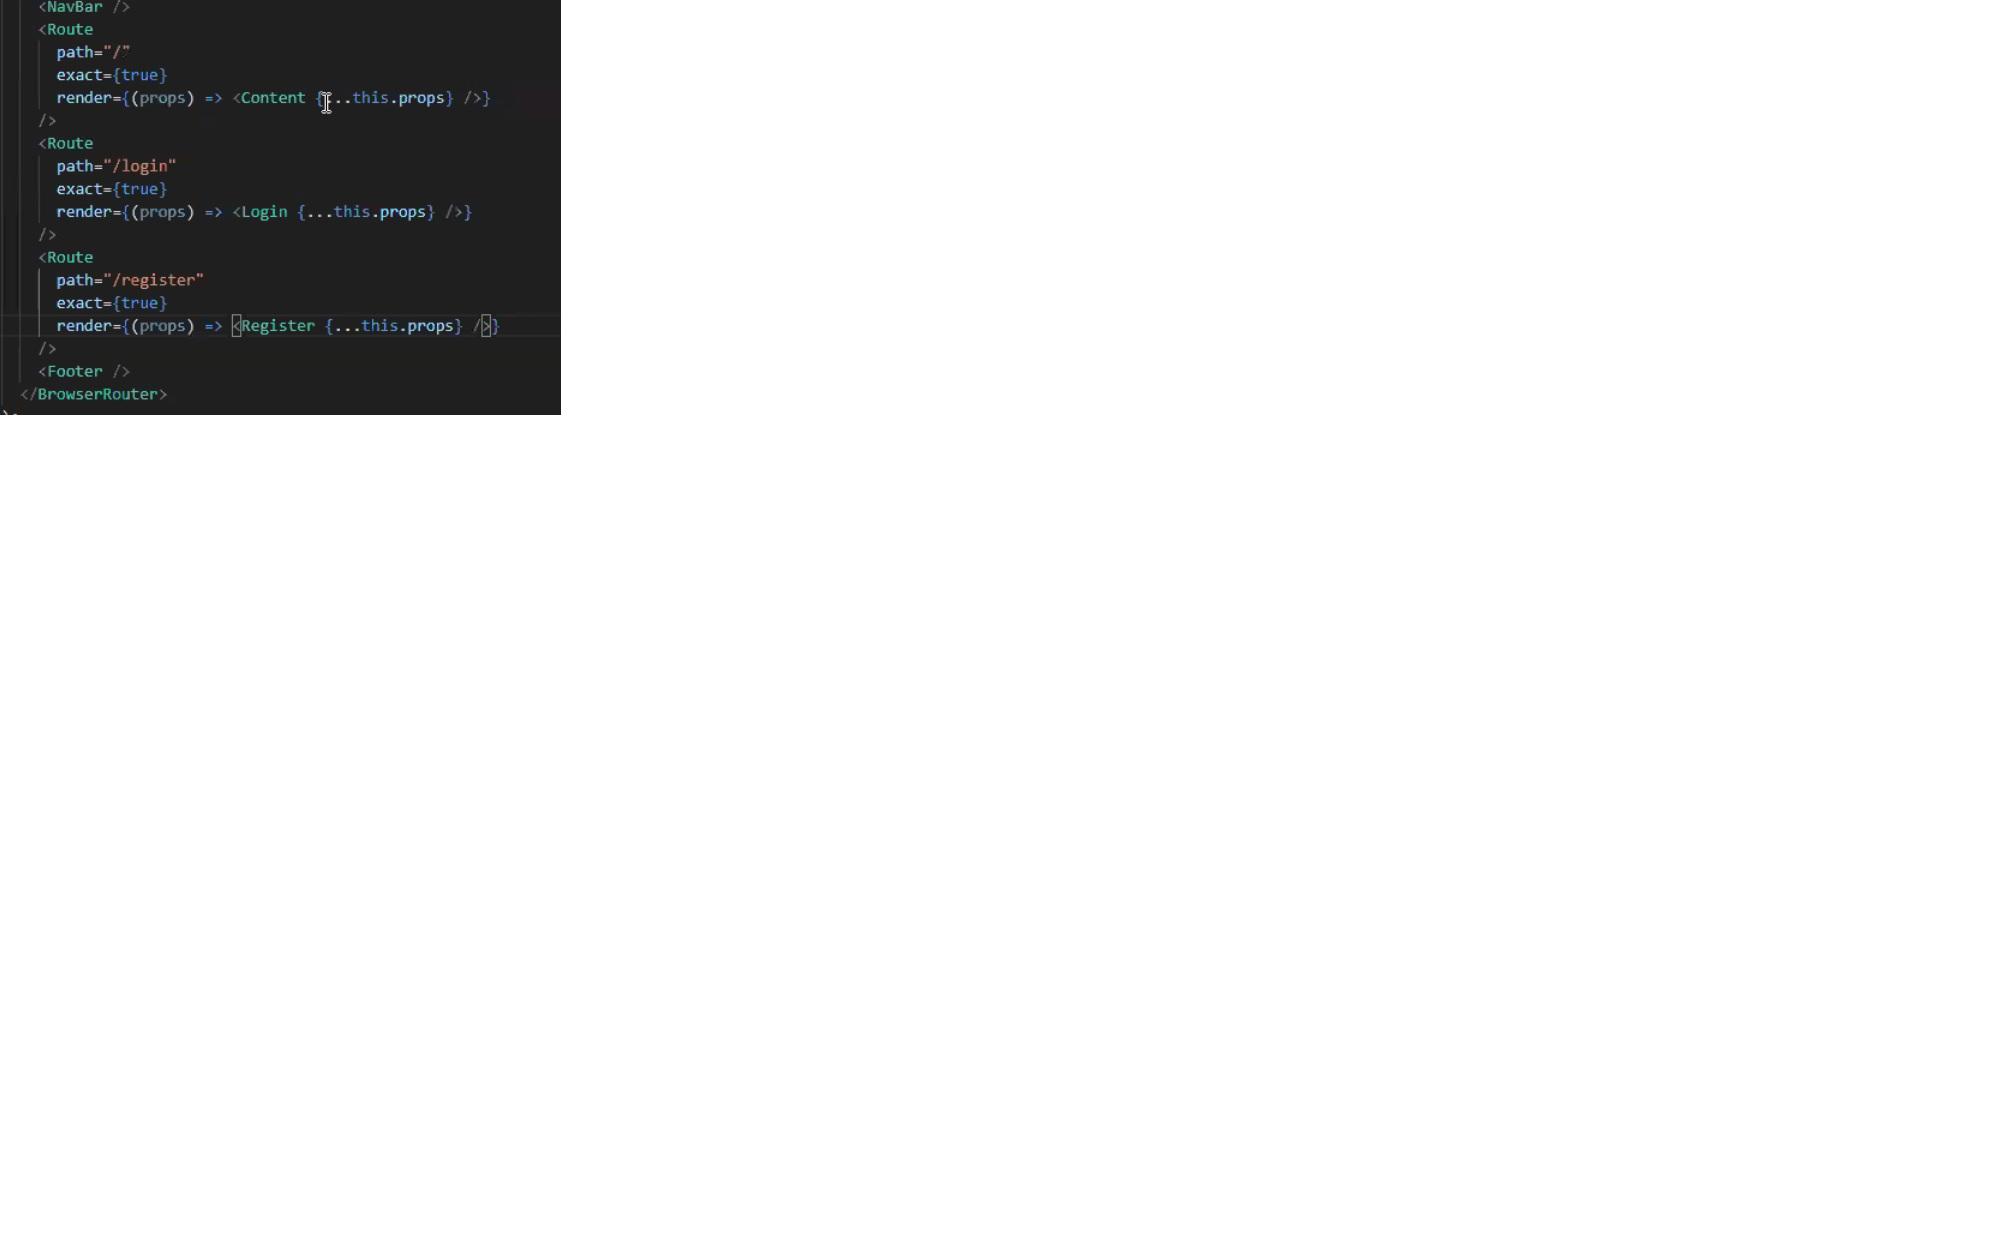 <NavBar />
<Route
path="/"
exact={true}
render={(props) => <Content {...this.props} />}
/>
<Route
path="/login"
exact={true}
render={(props) => <Login {...this.props} />}
/>
<Route
path="/register"
exact={true}
render={(props) => <Register {...this.props} />}
/>
<Footer />
</BrowserRouter>